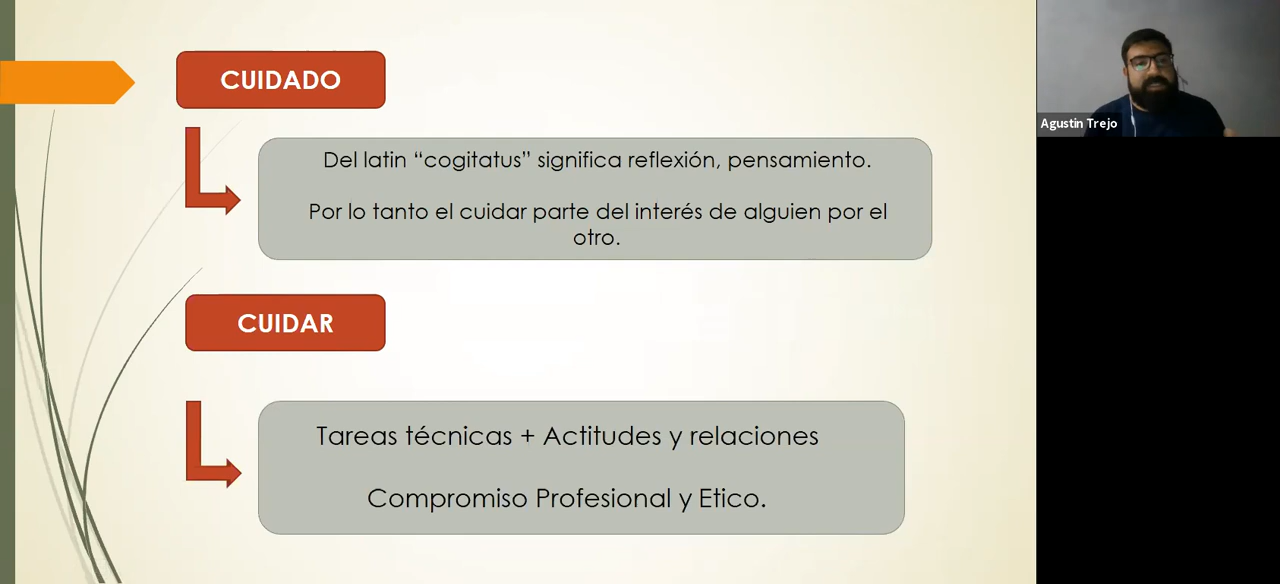 CUIDADO
Del latin “cogitatus” significa reflexión, pensamiento.
Por lo tanto el cuidar parte del interés de alguien por el
otro.
CUIDAR
Tareas técnicas + Actitudes y relaciones
Compromiso Profesional y Etico.
Agustin Trejo